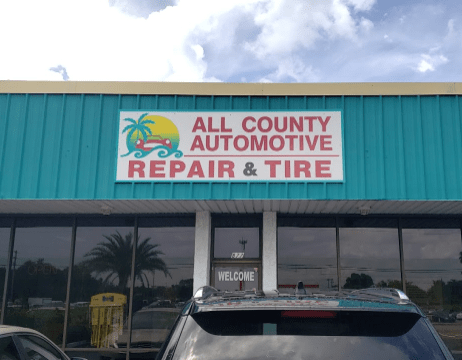 ALL COUNTY
AUTOMOTIVE
REPAIR & TIRE
WELCOME